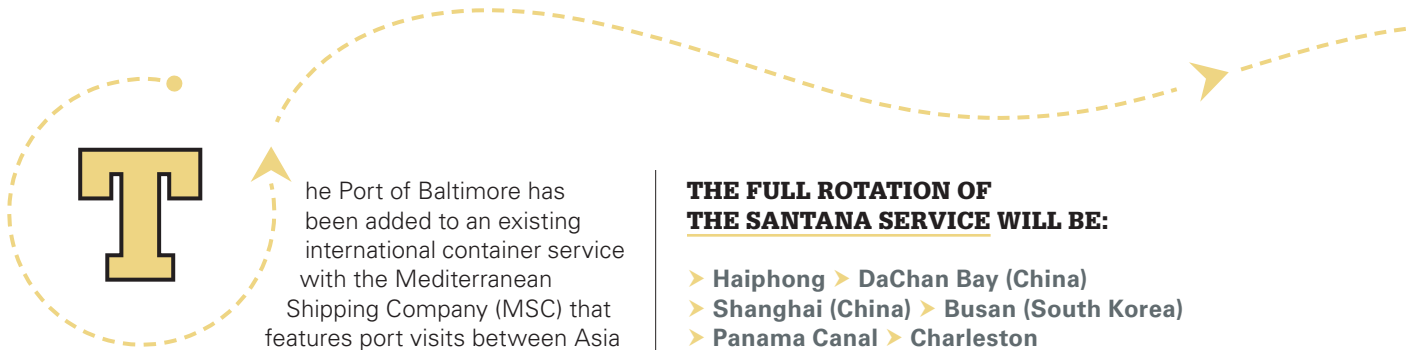 The Port of Baltimore has
been added to an existing
international container service
with the Mediterranean
Shipping Company (MSC) that
features port visits between Asia
THE FULL ROTATION OF
THE SANTANA SERVICE WILL BE:
➤ Haiphong ➤ DaChan Bay (China)
➤ Shanghai (China) ➤ Busan (South Korea)
➤ Panama Canal ➤ Charleston